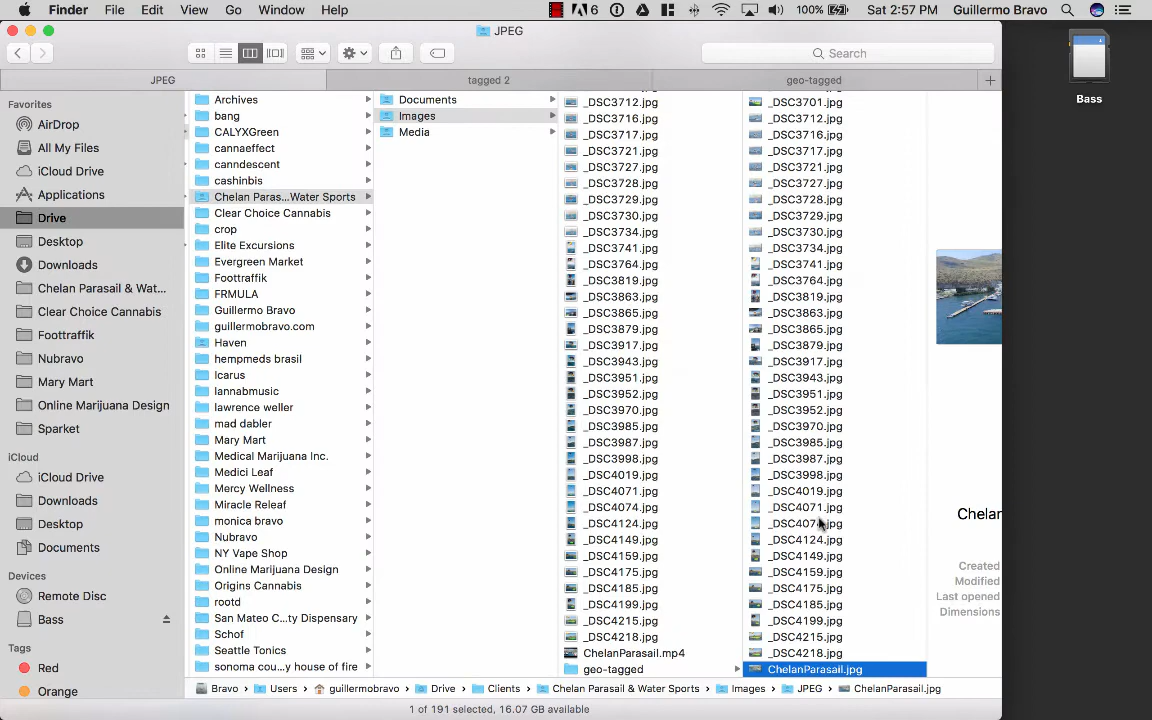 Finder File Edit View Go Window Help 6 100% Sat 2:57 PM Guillermo Bravo
JPEG
Search
JPEG
tagged 2
geo-tagged
Favorites
AirDrop
All My Files
iCloud Drive
Applications
Drive
Desktop
Downloads
Chelan Parasail & Wat...
Clear Choice Cannabis
Foottraffik
Nubravo
Mary Mart
Online Marijuana Design
Sparket
iCloud
iCloud Drive
Downloads
Desktop
Documents
Devices
Remote Disc
Bass
Tags
Red
Orange
Archives
bang
CALYXGreen
cannaeffect
canndescent
cashinbis
Chelan Paras...Water Sports
Clear Choice Cannabis
crop
Elite Excursions
Evergreen Market
Foottraffik
FRMULA
Guillermo Bravo
guillermobravo.com
Haven
hempmeds brasil
Icarus
lannabmusic
lawrence weller
mad dabler
Mary Mart
Medical Marijuana Inc.
Medici Leaf
Mercy Wellness
Miracle Releaf
monica bravo
Nubravo
NY Vape Shop
Online Marijuana Design
Origins Cannabis
rootd
San Mateo C...ty Dispensary
Schof
Seattle Tonics
sonoma cou...y house of fire
Documents
Images
Media
_DSC3712.jpg
_DSC3716.jpg
_DSC3717.jpg
_DSC3721.jpg
_DSC3727.jpg
_DSC3728.jpg
_DSC3729.jpg
_DSC3730.jpg
_DSC3734.jpg
_DSC3741.jpg
_DSC3764.jpg
_DSC3819.jpg
_DSC3863.jpg
_DSC3865.jpg
_DSC3879.jpg
_DSC3917.jpg
_DSC3943.jpg
_DSC3951.jpg
_DSC3952.jpg
_DSC3970.jpg
_DSC3985.jpg
_DSC3987.jpg
_DSC3998.jpg
_DSC4019.jpg
_DSC4071.jpg
_DSC4074.jpg
_DSC4124.jpg
_DSC4149.jpg
_DSC4159.jpg
_DSC4175.jpg
_DSC4185.jpg
_DSC4199.jpg
_DSC4215.jpg
_DSC4218.jpg
ChelanParasail.mp4
geo-tagged
_DSC3701.jpg
_DSC3712.jpg
_DSC3716.jpg
_DSC3717.jpg
_DSC3721.jpg
_DSC3727.jpg
_DSC3728.jpg
_DSC3729.jpg
_DSC3730.jpg
_DSC3734.jpg
_DSC3741.jpg
_DSC3764.jpg
_DSC3819.jpg
_DSC3863.jpg
_DSC3865.jpg
_DSC3879.jpg
_DSC3917.jpg
_DSC3943.jpg
_DSC3951.jpg
_DSC3952.jpg
_DSC3970.jpg
_DSC3985.jpg
_DSC3987.jpg
_DSC3998.jpg
_DSC4019.jpg
_DSC4071.jpg
_DSC4074.jpg
_DSC4124.jpg
_DSC4149.jpg
_DSC4159.jpg
_DSC4175.jpg
_DSC4185.jpg
_DSC4199.jpg
_DSC4215.jpg
_DSC4218.jpg
ChelanParasail.jpg
Chelan
Created
Modified
Last opened
Dimensions
Bravo Users guillermobravo Drive Clients Chelan Parasail & Water Sports Images JPEG ChelanParasail.jpg
1 of 191 selected, 16.07 GB available
Bass